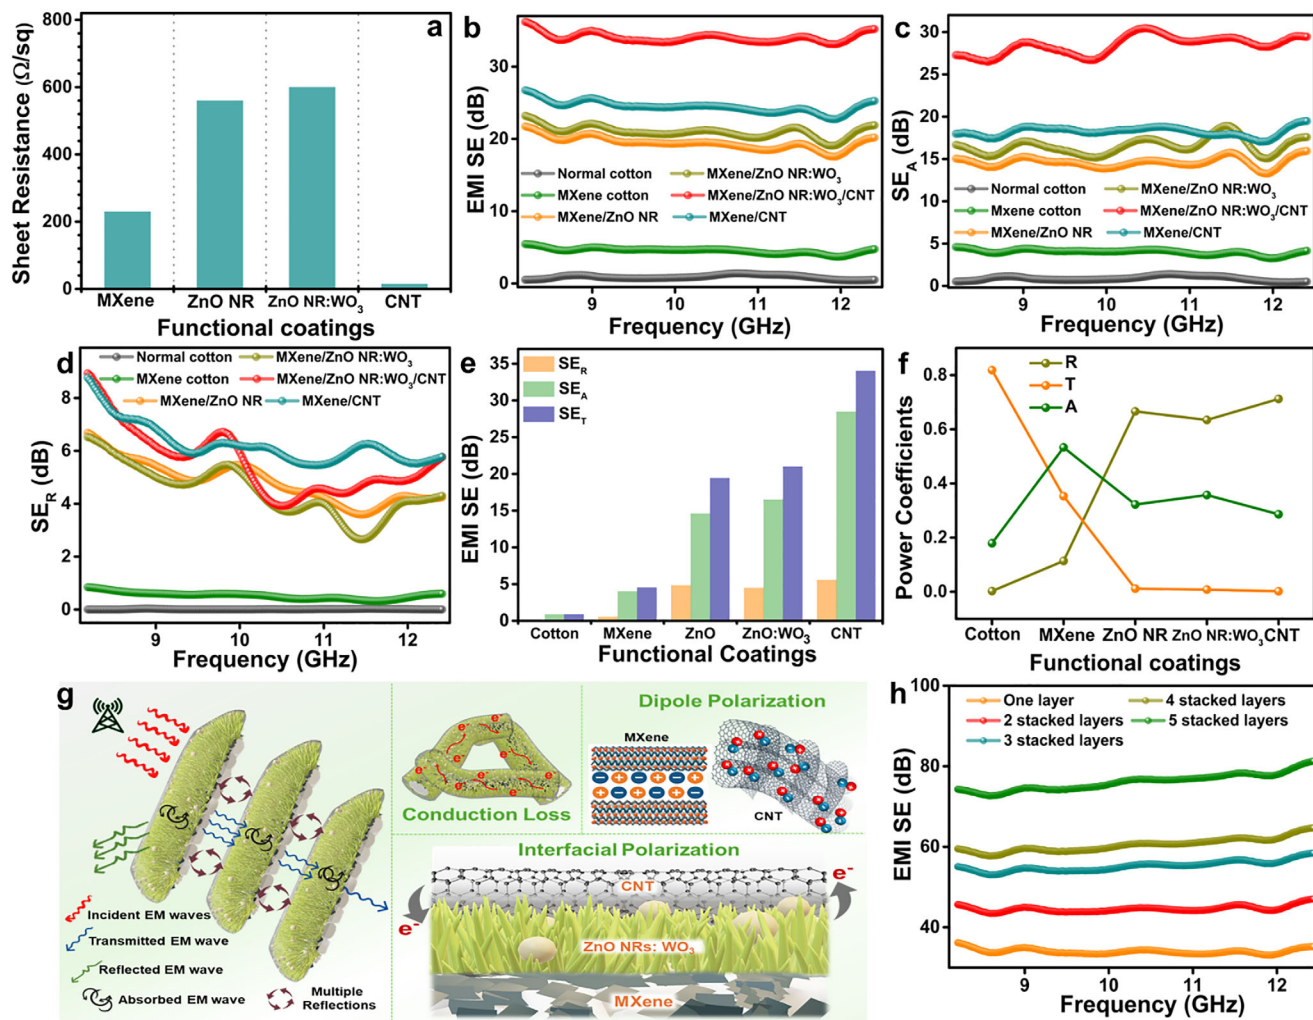 a
Sheet Resistance (Ω/sq)
800
600
400
200
0
MXene ZnO NR ZnO NR:WO₃ CNT
Functional coatings
b
EMI SE (dB)
30
20
10
0
Normal cotton
MXene cotton
MXene/ZnO NR
MXene/ZnO NR:WO₃
MXene/ZnO NR:WO₃/CNT
MXene/CNT
9 10 11 12
Frequency (GHz)
c
SE_A (dB)
30
25
20
15
10
5
0
Normal cotton
Mxene cotton
MXene/ZnO NR
MXene/ZnO NR:WO₃
MXene/ZnO NR:WO₃/CNT
MXene/CNT
9 10 11 12
Frequency (GHz)
d
SE_R (dB)
8
6
4
2
0
Normal cotton
MXene cotton
MXene/ZnO NR
MXene/ZnO NR:WO₃
MXene/ZnO NR:WO₃/CNT
MXene/CNT
9 10 11 12
Frequency (GHz)
e
EMI SE (dB)
35
30
25
20
15
10
5
0
SE_R
SE_A
SE_T
Cotton MXene ZnO ZnO:WO₃ CNT
Functional Coatings
f
Power Coefficients
0.8
0.6
0.4
0.2
0.0
R
T
A
Cotton MXene ZnO NR ZnO NR:WO₃ CNT
Functional coatings
g
Incident EM waves
Transmitted EM wave
Reflected EM wave
Absorbed EM wave
Multiple
Reflections
e⁻ e⁻ e⁻ e⁻ e⁻
Conduction Loss
Dipole Polarization
MXene
CNT
Interfacial Polarization
CNT
e⁻
e⁻
ZnO NRs: WO₃
MXene
h
EMI SE (dB)
100
80
60
40
One layer
2 stacked layers
3 stacked layers
4 stacked layers
5 stacked layers
9 10 11 12
Frequency (GHz)